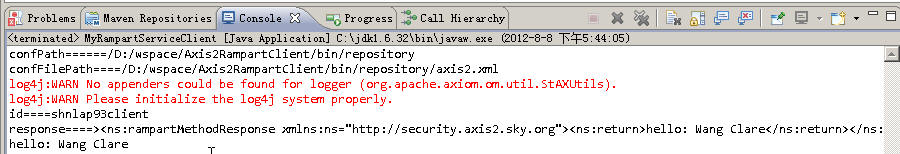 Problems Maven Repositories Console Progress Call Hierarchy
<terminated> MyRampartServiceClient [Java Application] C:\jdk1.6.32\bin\javaw.exe (2012-8-8 下午5:44:05)
confPath======/D:/wspace/Axis2RampartClient/bin/repository
confFilePath====/D:/wspace/Axis2RampartClient/bin/repository/axis2.xml
log4j:WARN No appenders could be found for logger (org.apache.axiom.om.util.StAXUtils).
log4j:WARN Please initialize the log4j system properly.
id====shnlap93client
response====><ns:rampartMethodResponse xmlns:ns="http://security.axis2.sky.org"><ns:return>hello: Wang Clare</ns:return></ns:
hello: Wang Clare